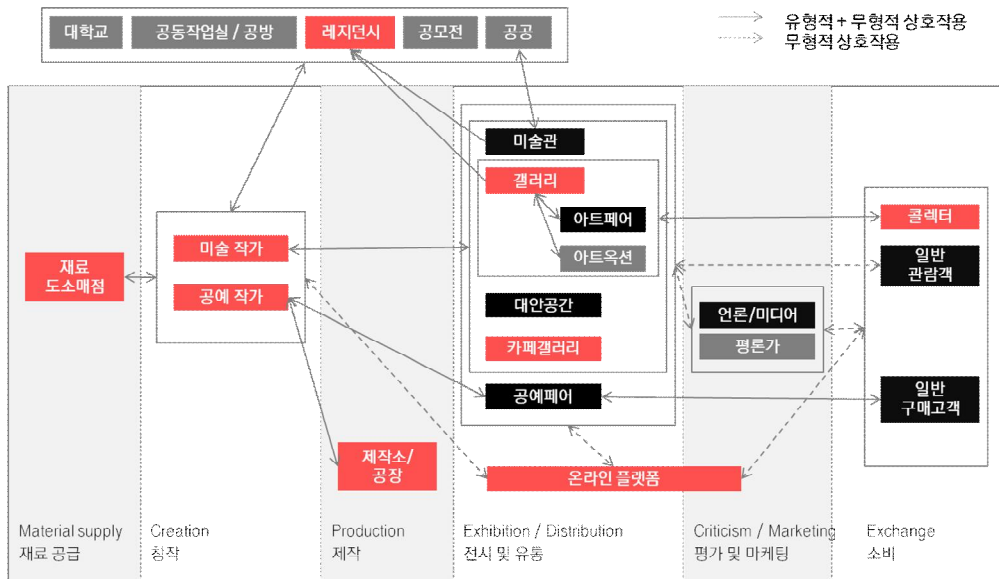 대학교
공동작업실 / 공방
레지던시
공모전
공공
유형적 + 무형적 상호작용
무형적 상호작용
미술관
갤러리
아트페어
아트옥션
대안공간
카페갤러리
공예페어
미술 작가
공예 작가
재료
도소매점
제작소/
공장
온라인 플랫폼
언론/미디어
평론가
콜렉터
일반
관람객
일반
구매고객
Material supply
재료 공급
Creation
창작
Production
제작
Exhibition / Distribution
전시 및 유통
Criticism / Marketing
평가 및 마케팅
Exchange
소비